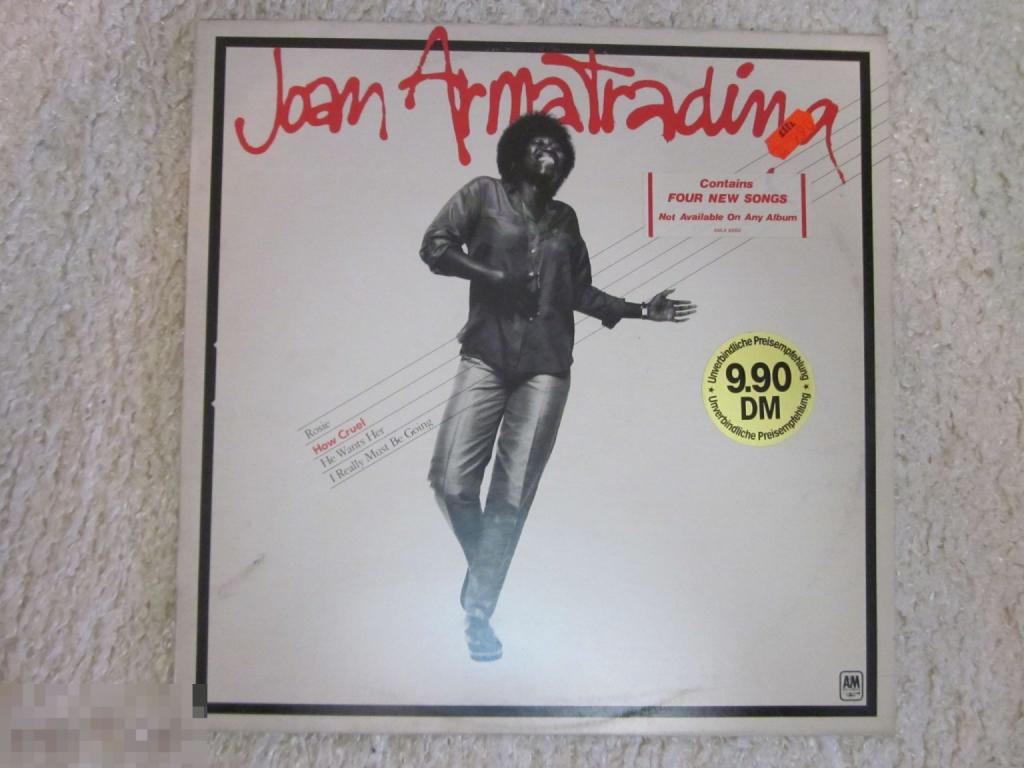 Joan Armatrading
Contains
FOUR NEW SONGS
Not Available On Any Album
Unverbindliche Preisempfehlung
9.90
DM
Unverbindliche Preisempfehlung
Rosie
How Cruel
He Wants Her
I Really Must Be Going
AM